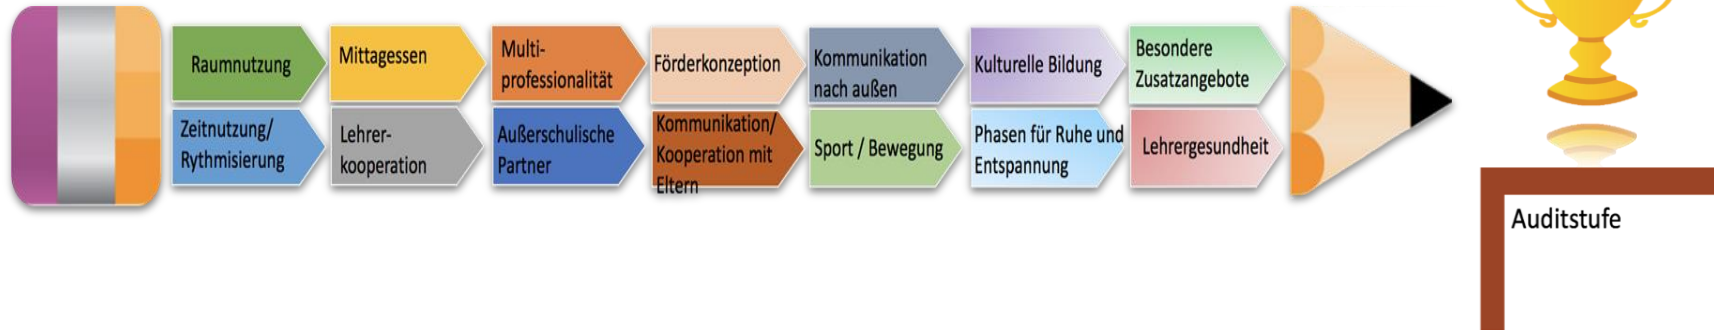 Raumnutzung
Mittagessen
Multi-
professionalität
Förderkonzeption
Kommunikation
nach außen
Kulturelle Bildung
Besondere
Zusatzangebote
Zeitnutzung/
Rythmisierung
Lehrer-
kooperation
Außerschulische
Partner
Kommunikation/
Kooperation mit
Eltern
Sport / Bewegung
Phasen für Ruhe und
Entspannung
Lehrergesundheit
Auditstufe